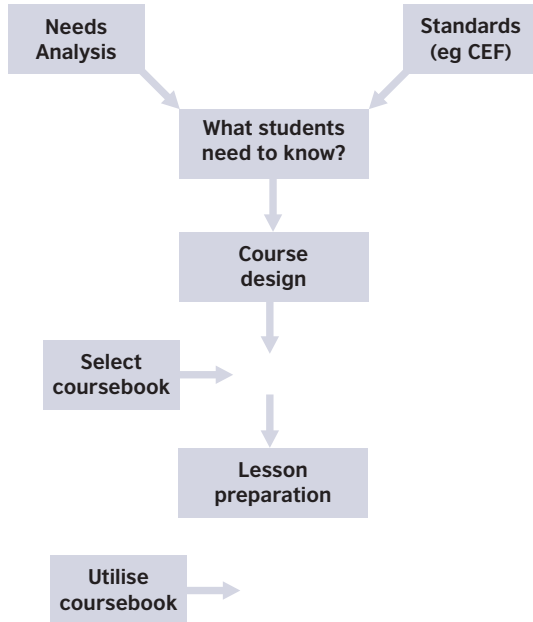 Needs
Analysis
Standards
(eg CEF)
What students
need to know?
Course
design
Select
coursebook
Lesson
preparation
Utilise
coursebook